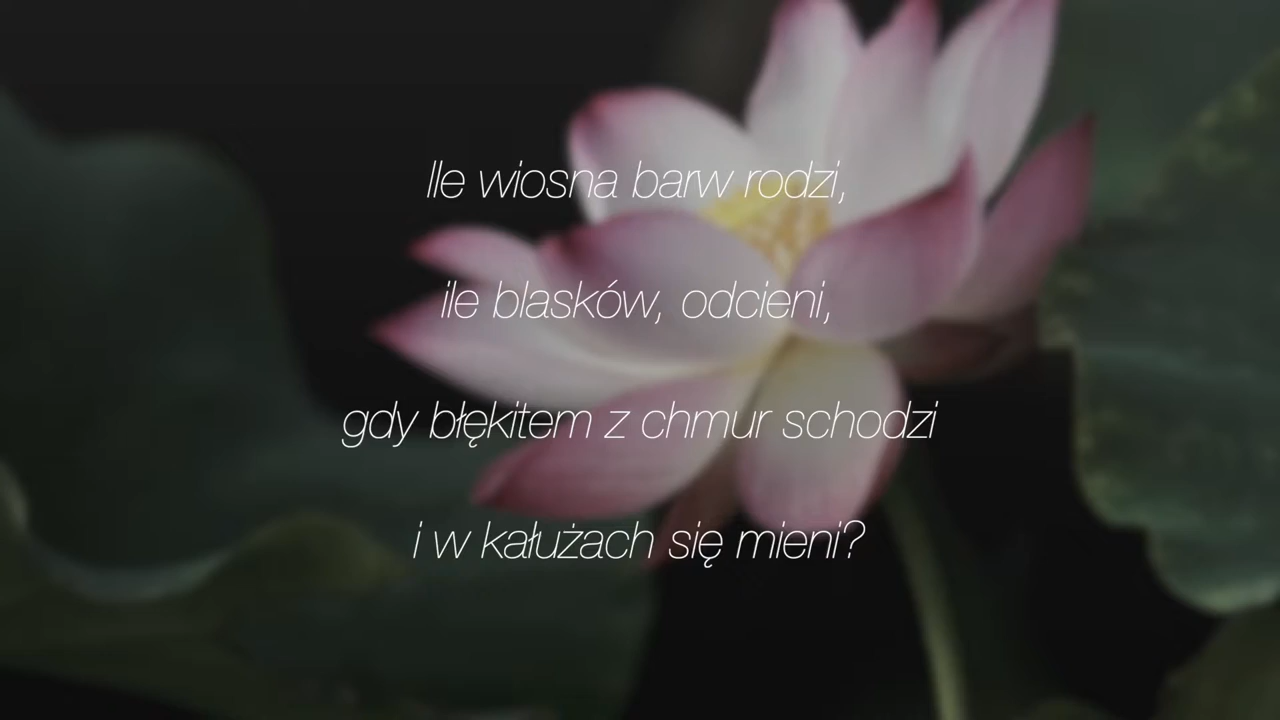 Ile wiosna barw rodzi,
ile blasków, odcieni,
gdy błękitem z chmur schodzi
i w kałużach się mieni?